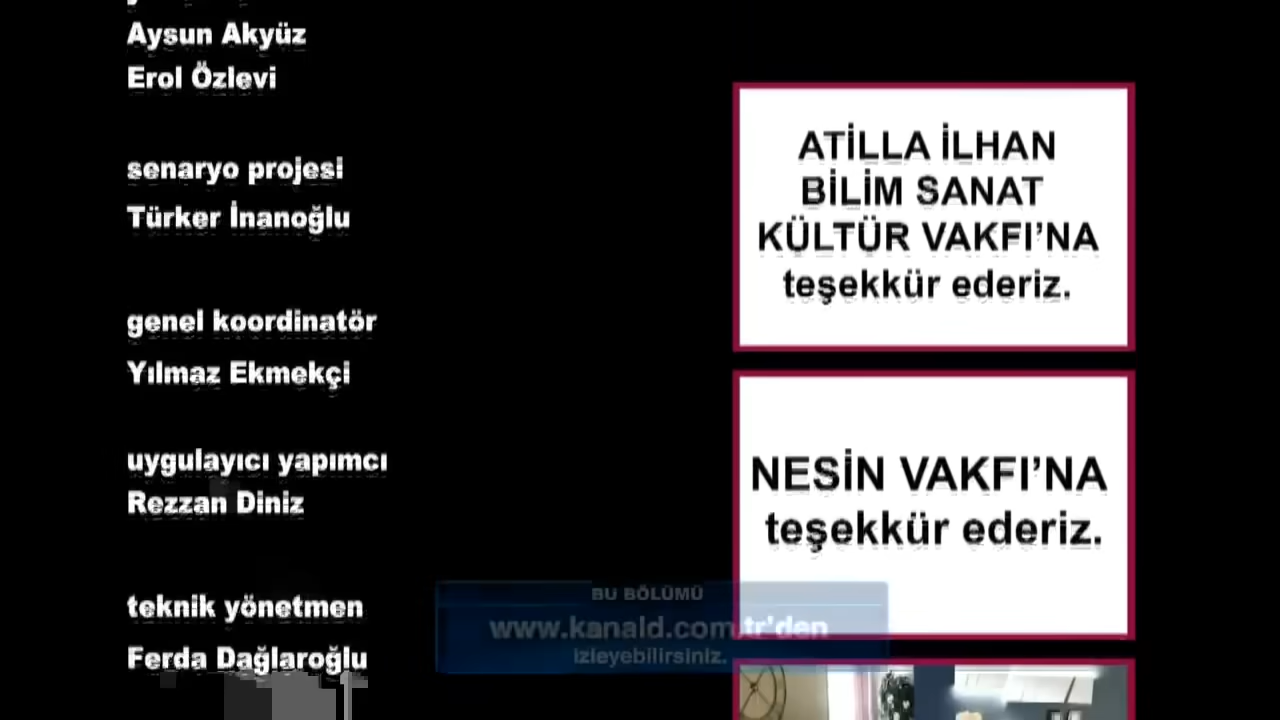 Aysun Akyüz
Erol Özlevi
senaryo projesi
Türker İnanoğlu
genel koordinatör
Yılmaz Ekmekçi
uygulayıcı yapımcı
Rezzan Diniz
teknik yönetmen
Ferda Dağlaroğlu
ATİLLA İLHAN
BİLİM SANAT
KÜLTÜR VAKFI'NA
teşekkür ederiz.
NESİN VAKFI'NA
teşekkür ederiz.
BU BÖLÜMÜ
www.kanald.com.tr'den
izleyebilirsiniz.